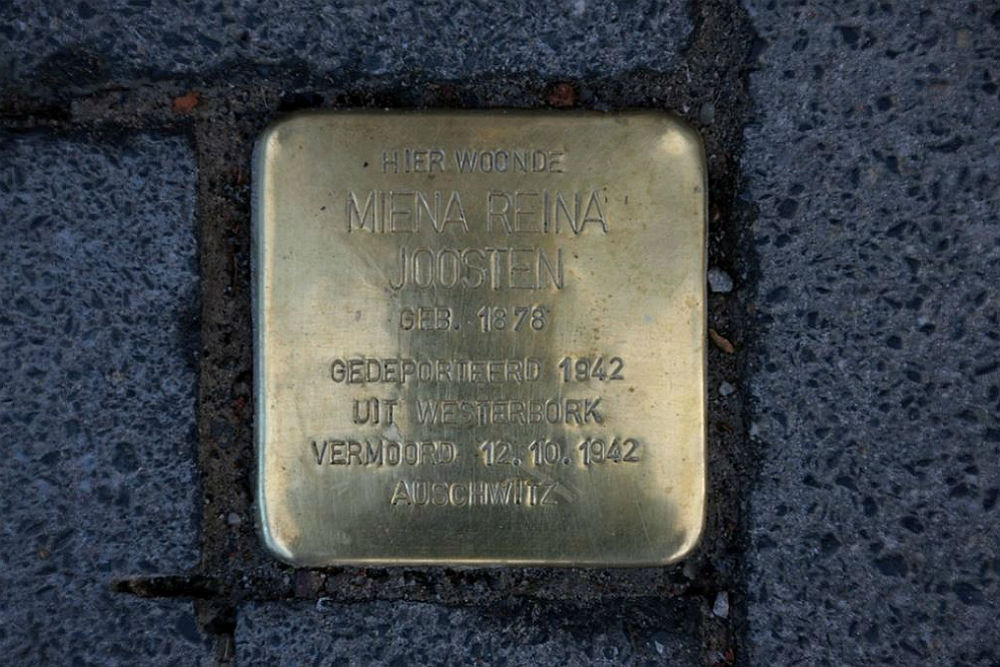 HIER WOONDE
MIENA REINA
JOOSTEN
GEB. 1878
GEDEPORTEERD 1942
UIT WESTERBORK
VERMOORD 12.10.1942
AUSCHWITZ